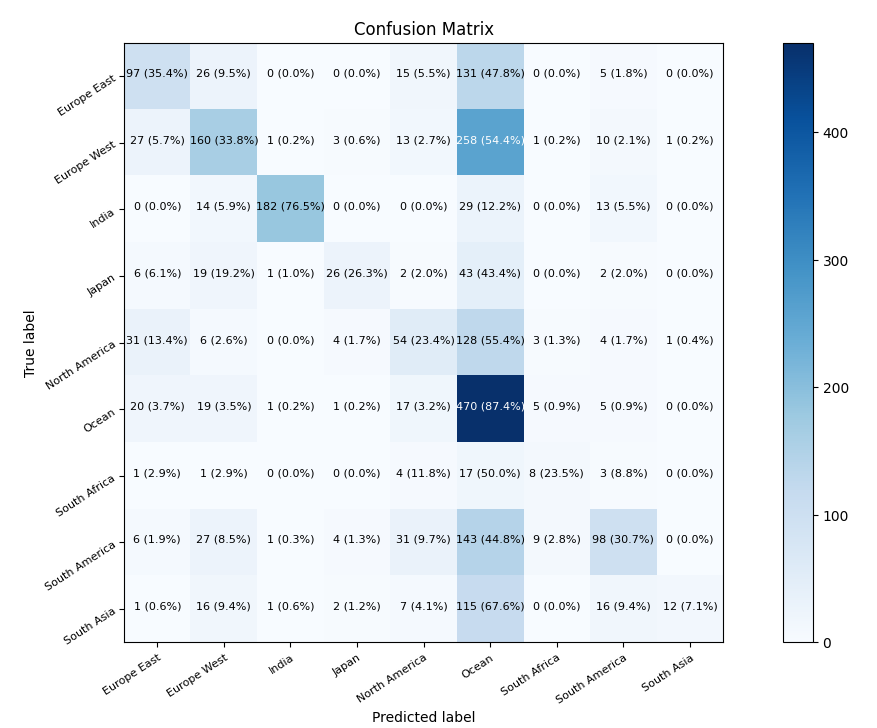 Confusion Matrix
True label
Europe East 97 (35.4%) 26 (9.5%) 0 (0.0%) 0 (0.0%) 15 (5.5%) 131 (47.8%) 0 (0.0%) 5 (1.8%) 0 (0.0%)
Europe West 27 (5.7%) 160 (33.8%) 1 (0.2%) 3 (0.6%) 13 (2.7%) 258 (54.4%) 1 (0.2%) 10 (2.1%) 1 (0.2%)
India 0 (0.0%) 14 (5.9%) 182 (76.5%) 0 (0.0%) 0 (0.0%) 29 (12.2%) 0 (0.0%) 13 (5.5%) 0 (0.0%)
Japan 6 (6.1%) 19 (19.2%) 1 (1.0%) 26 (26.3%) 2 (2.0%) 43 (43.4%) 0 (0.0%) 2 (2.0%) 0 (0.0%)
North America 31 (13.4%) 6 (2.6%) 0 (0.0%) 4 (1.7%) 54 (23.4%) 128 (55.4%) 3 (1.3%) 4 (1.7%) 1 (0.4%)
Ocean 20 (3.7%) 19 (3.5%) 1 (0.2%) 1 (0.2%) 17 (3.2%) 470 (87.4%) 5 (0.9%) 5 (0.9%) 0 (0.0%)
South Africa 1 (2.9%) 1 (2.9%) 0 (0.0%) 0 (0.0%) 4 (11.8%) 17 (50.0%) 8 (23.5%) 3 (8.8%) 0 (0.0%)
South America 6 (1.9%) 27 (8.5%) 1 (0.3%) 4 (1.3%) 31 (9.7%) 143 (44.8%) 9 (2.8%) 98 (30.7%) 0 (0.0%)
South Asia 1 (0.6%) 16 (9.4%) 1 (0.6%) 2 (1.2%) 7 (4.1%) 115 (67.6%) 0 (0.0%) 16 (9.4%) 12 (7.1%)
Europe East Europe West India Japan North America Ocean South Africa South America South Asia
Predicted label
400
300
200
100
0